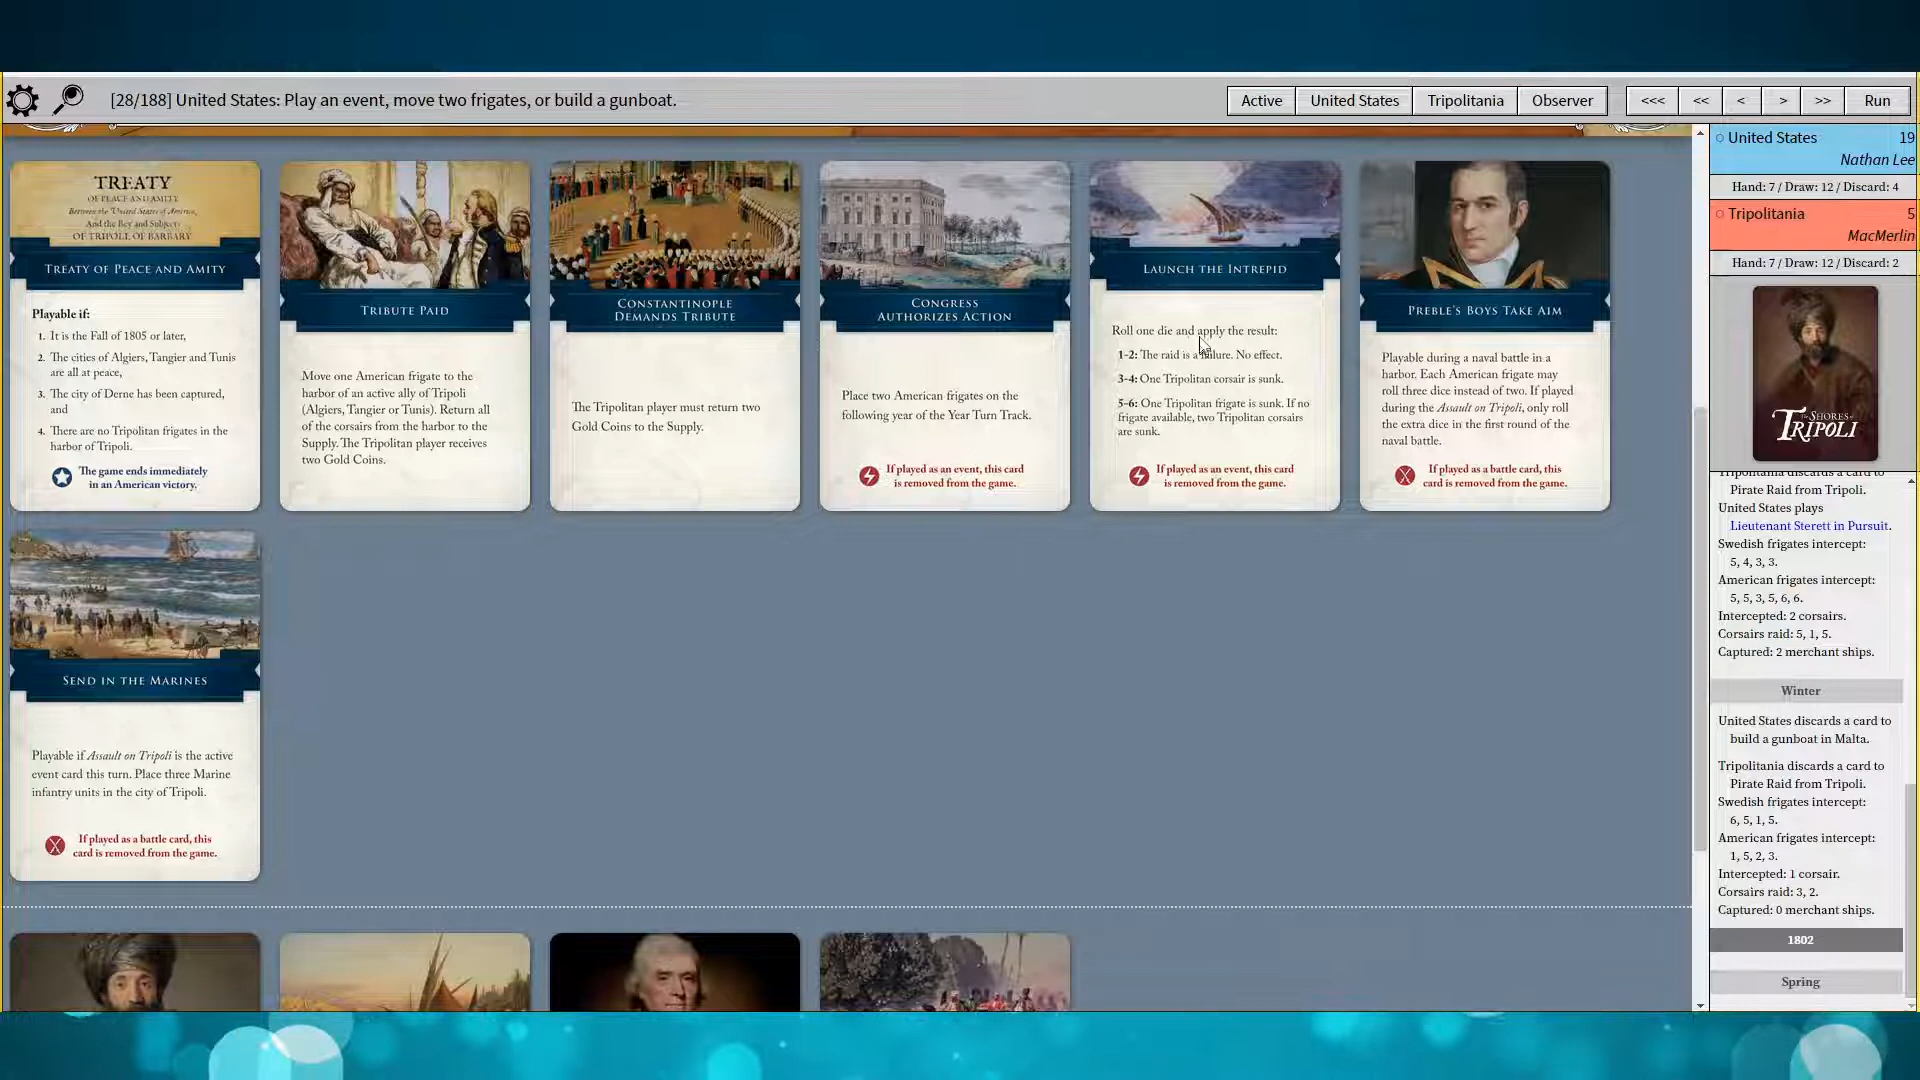 [28/188] United States: Play an event, move two frigates, or build a gunboat.
Active
United States
Tripolitania
Observer
<<<
<<
<
>
>>
Run
TREATY
OF PEACE AND AMITY
Between the United States of America,
And the Bey and Subjects
OF TRIPOLI OF BARBARY
TREATY OF PEACE AND AMITY
Playable if:
1. It is the Fall of 1805 or later,
2. The cities of Algiers, Tangier and Tunis
are all at peace,
3. The city of Derne has been captured,
and
4. There are no Tripolitan frigates in the
harbor of Tripoli.
The game ends immediately
in an American victory.
TRIBUTE PAID
Move one American frigate to the
harbor of an active ally of Tripoli
(Algiers, Tangier or Tunis). Return all
of the corsairs from the harbor to the
Supply. The Tripolitan player receives
two Gold Coins.
CONSTANTINOPLE
DEMANDS TRIBUTE
The Tripolitan player must return two
Gold Coins to the Supply.
CONGRESS
AUTHORIZES ACTION
Place two American frigates on the
following year of the Year Turn Track.
If played as an event, this card
is removed from the game.
LAUNCH THE INTREPID
Roll one die and apply the result:
1-2: The raid is a failure. No effect.
3-4: One Tripolitan corsair is sunk.
5-6: One Tripolitan frigate is sunk. If no
frigate available, two Tripolitan corsairs
are sunk.
If played as an event, this card
is removed from the game.
PREBLE'S BOYS TAKE AIM
Playable during a naval battle in a
harbor. Each American frigate may
roll three dice instead of two. If played
during the Assault on Tripoli, only roll
the extra dice in the first round of the
naval battle.
If played as a battle card, this
card is removed from the game.
SEND IN THE MARINES
Playable if Assault on Tripoli is the active
event card this turn. Place three Marine
infantry units in the city of Tripoli.
If played as a battle card, this
card is removed from the game.
United States 19
Nathan Lee
Hand: 7 / Draw: 12 / Discard: 4
Tripolitania 5
MacMerlin
Hand: 7 / Draw: 12 / Discard: 2
THE SHORES OF
TRIPOLI
Tripolitania discards a card to
Pirate Raid from Tripoli.
United States plays
Lieutenant Sterett in Pursuit.
Swedish frigates intercept:
5, 4, 3, 3.
American frigates intercept:
5, 5, 3, 5, 6, 6.
Intercepted: 2 corsairs.
Corsairs raid: 5, 1, 5.
Captured: 2 merchant ships.
Winter
United States discards a card to
build a gunboat in Malta.
Tripolitania discards a card to
Pirate Raid from Tripoli.
Swedish frigates intercept:
6, 5, 1, 5.
American frigates intercept:
1, 5, 2, 3.
Intercepted: 1 corsair.
Corsairs raid: 3, 2.
Captured: 0 merchant ships.
1802
Spring